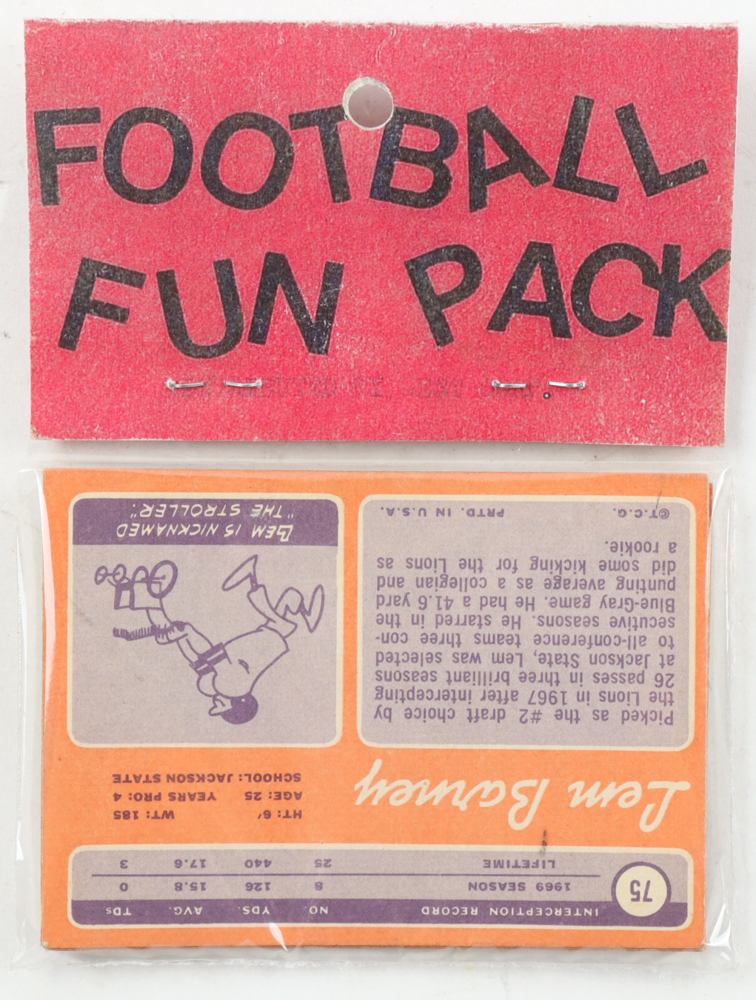 FOOTBALL
FUN PACK
75
INTERCEPTION RECORD NO. YDS. AVG. TDs
1969 SEASON 8 126 15.8 0
LIFETIME 25 440 17.6 3
Lem Barney
HT: 6' WT: 185
AGE: 25 YEARS PRO: 4
SCHOOL: JACKSON STATE
Picked as the #2 draft choice by
the Lions in 1967 after intercepting
26 passes in three brilliant seasons
at Jackson State, Lem was selected
to all-conference teams three con-
secutive seasons. He starred in the
Blue-Gray game. He had a 41.6 yard
punting average as a collegian and
did some kicking for the Lions as
a rookie.
©T.C.G. PRTD. IN U.S.A.
LEM IS NICKNAMED
"THE STROLLER."